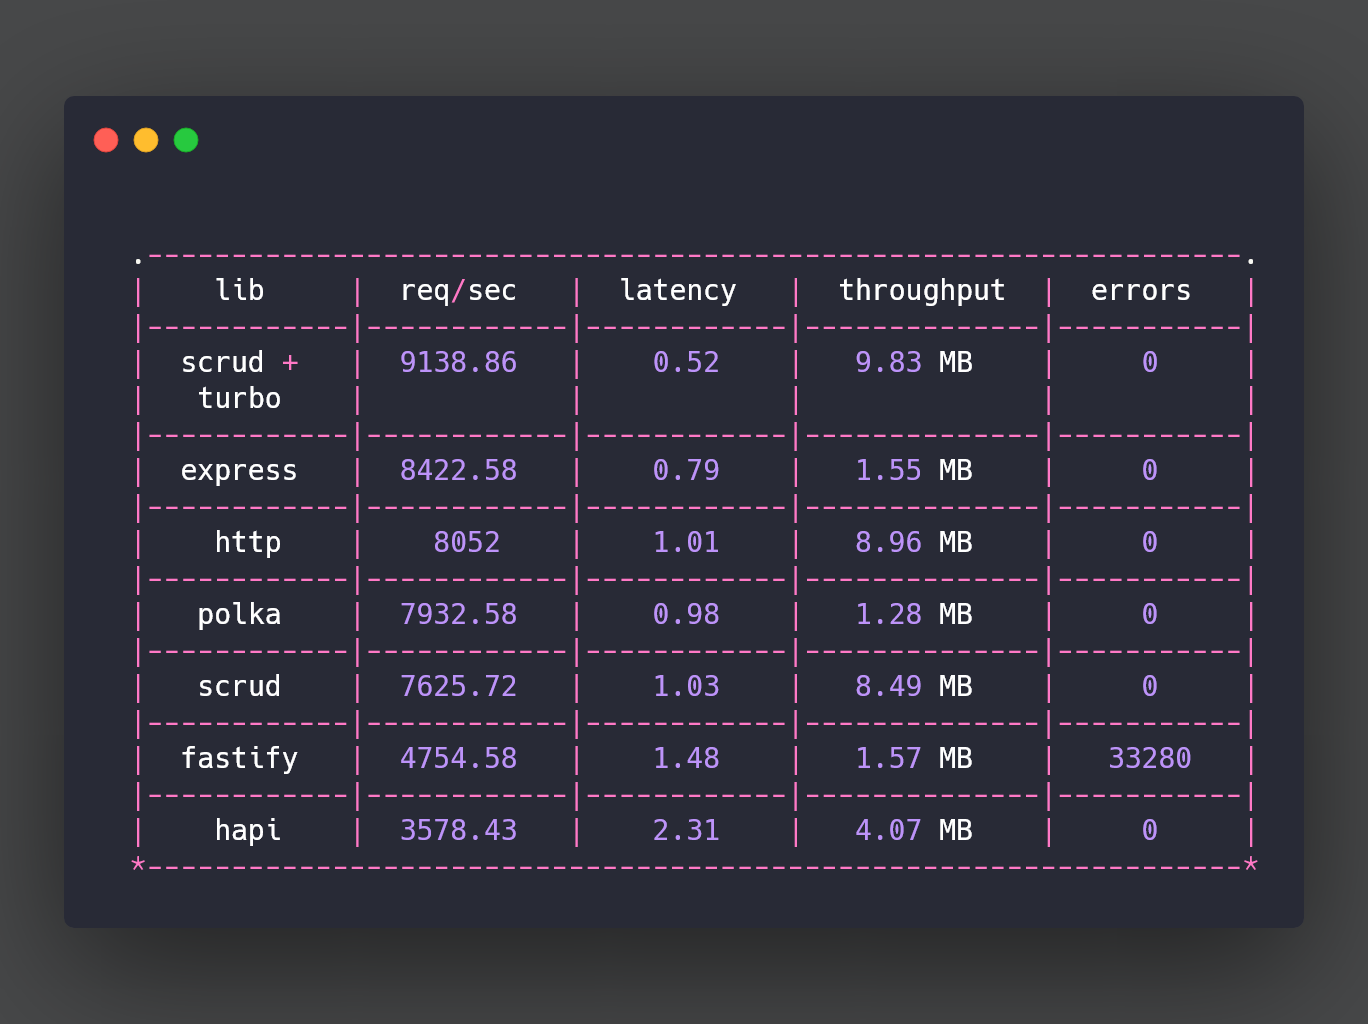 .-----------------------------------------------------------------.
| lib | req/sec | latency | throughput | errors |
|------------|------------|------------|--------------|-----------|
| scrud + | 9138.86 | 0.52 | 9.83 MB | 0 |
| turbo | | | | |
|------------|------------|------------|--------------|-----------|
| express | 8422.58 | 0.79 | 1.55 MB | 0 |
|------------|------------|------------|--------------|-----------|
| http | 8052 | 1.01 | 8.96 MB | 0 |
|------------|------------|------------|--------------|-----------|
| polka | 7932.58 | 0.98 | 1.28 MB | 0 |
|------------|------------|------------|--------------|-----------|
| scrud | 7625.72 | 1.03 | 8.49 MB | 0 |
|------------|------------|------------|--------------|-----------|
| fastify | 4754.58 | 1.48 | 1.57 MB | 33280 |
|------------|------------|------------|--------------|-----------|
| hapi | 3578.43 | 2.31 | 4.07 MB | 0 |
*-----------------------------------------------------------------*